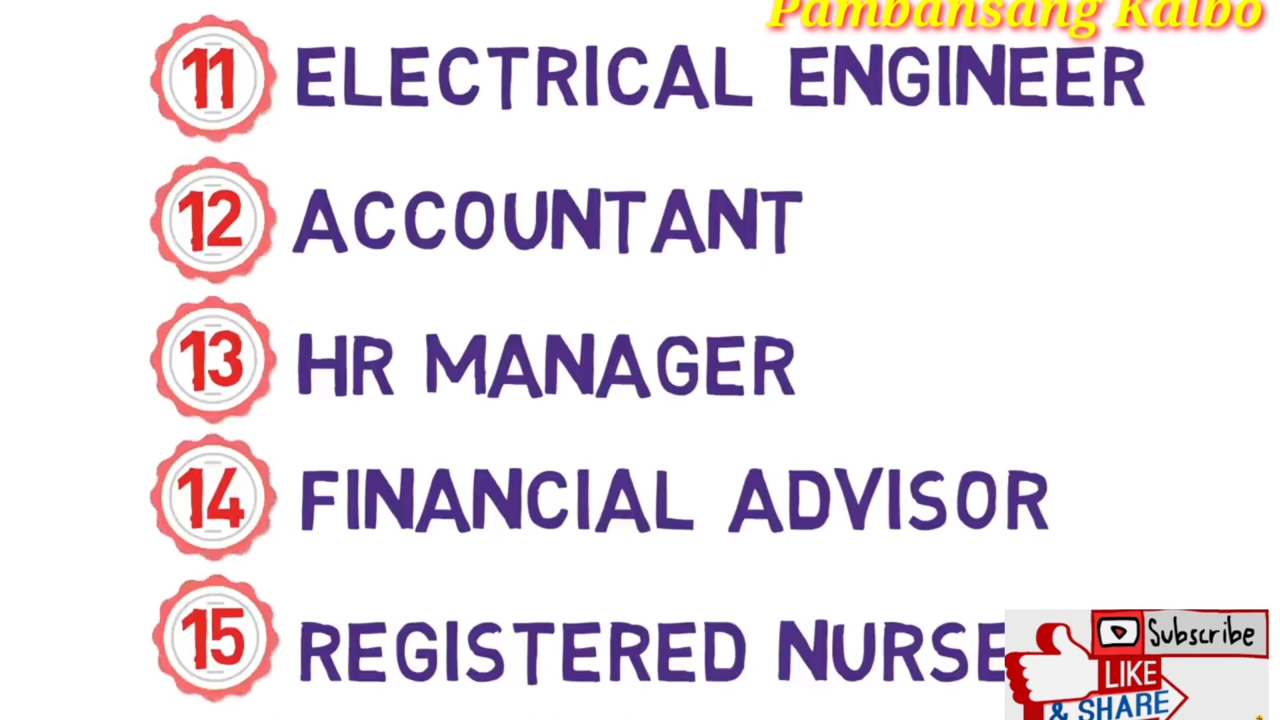 Pambansang Kalbo
11 ELECTRICAL ENGINEER
12 ACCOUNTANT
13 HR MANAGER
14 FINANCIAL ADVISOR
15 REGISTERED NURSE
Subscribe
LIKE
& SHARE